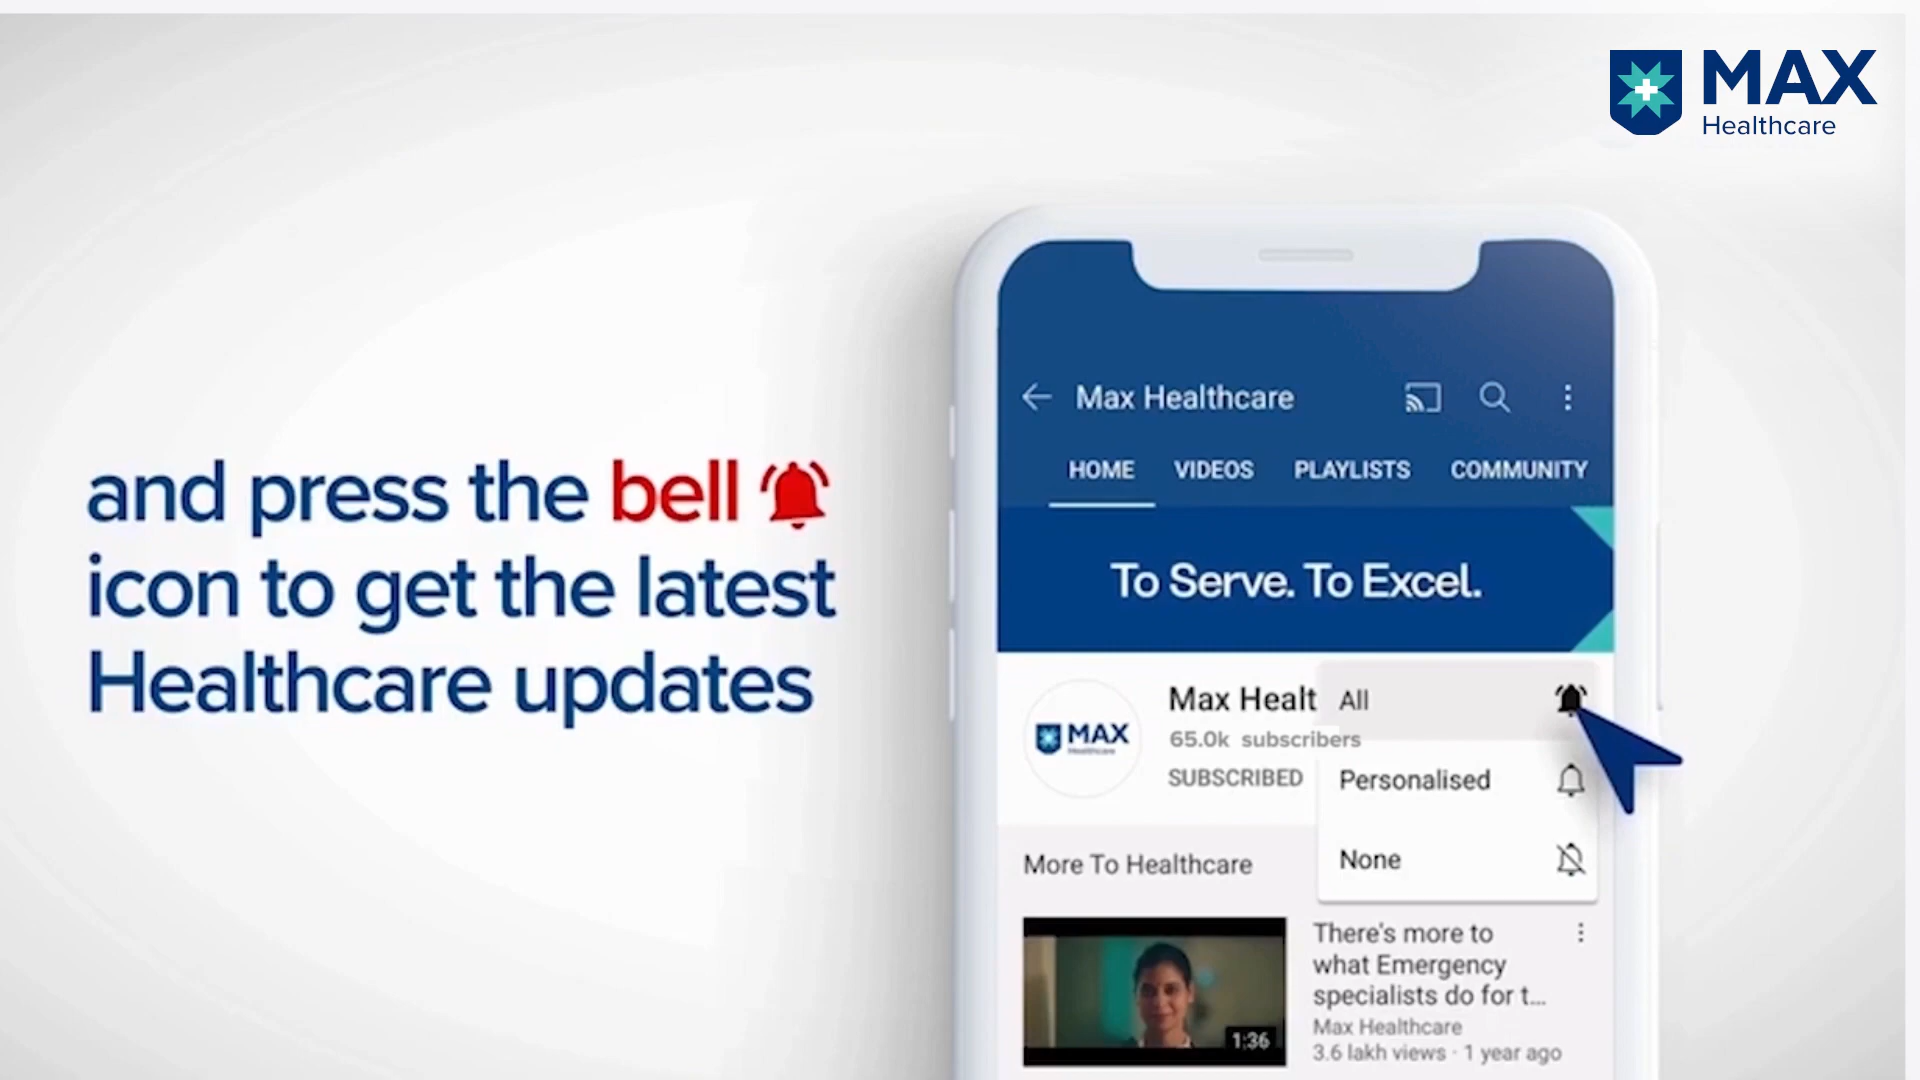 MAX
Healthcare
and press the bell
icon to get the latest
Healthcare updates
Max Healthcare
HOME VIDEOS PLAYLISTS COMMUNITY
To Serve. To Excel.
MAX
Healthcare
Max Healt
65.0k subscribers
SUBSCRIBED
All
Personalised
None
More To Healthcare
1:36
There's more to
what Emergency
specialists do for t...
Max Healthcare
3.6 lakh views · 1 year ago